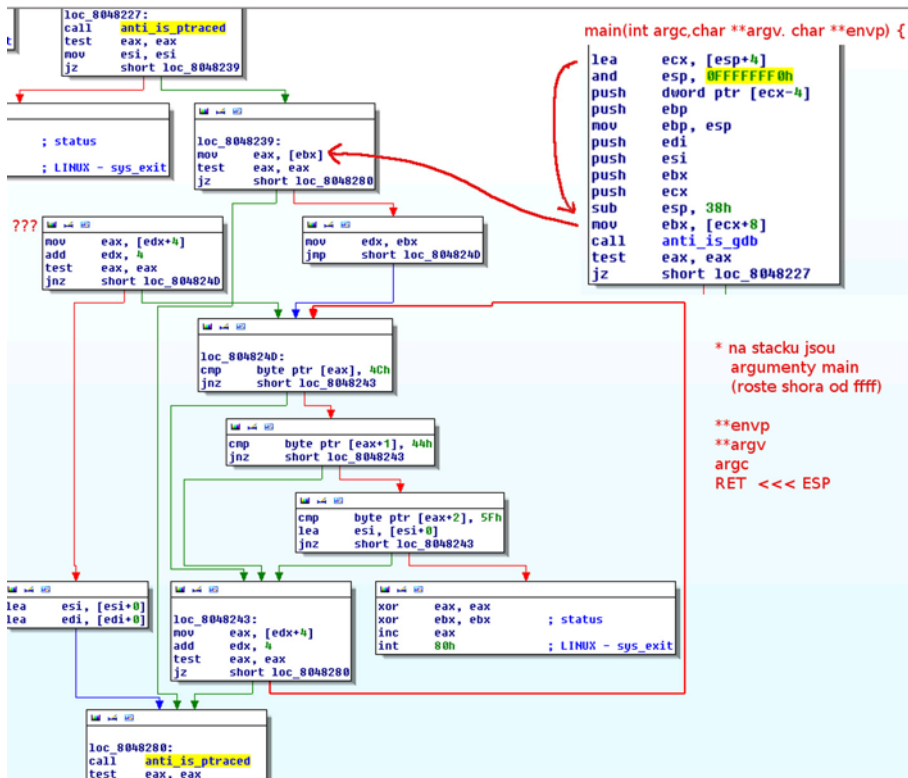 loc_8048227:
call anti_is_ptraced
test eax, eax
mov esi, esi
jz short loc_8048239
main(int argc,char **argv. char **envp) {
lea ecx, [esp+4]
and esp, 0FFFFFFF0h
push dword ptr [ecx-4]
push ebp
mov ebp, esp
push edi
push esi
push ebx
push ecx
sub esp, 38h
mov ebx, [ecx+8]
call anti_is_gdb
test eax, eax
jz short loc_8048227
; status
; LINUX - sys_exit
loc_8048239:
mov eax, [ebx]
test eax, eax
jz short loc_8048280
???
mov eax, [edx+4]
add edx, 4
test eax, eax
jnz short loc_804824D
mov edx, ebx
jmp short loc_804824D
loc_804824D:
cmp byte ptr [eax], 4Ch
jnz short loc_8048243
* na stacku jsou
argumenty main
(roste shora od ffff)
**envp
**argv
argc
RET <<< ESP
cmp byte ptr [eax+1], 44h
jnz short loc_8048243
cmp byte ptr [eax+2], 5Fh
lea esi, [esi+0]
jnz short loc_8048243
lea esi, [esi+0]
lea edi, [edi+0]
loc_8048243:
mov eax, [edx+4]
add edx, 4
test eax, eax
jz short loc_8048280
xor eax, eax
xor ebx, ebx ; status
inc eax
int 80h ; LINUX - sys_exit
loc_8048280:
call anti_is_ptraced
test eax, eax